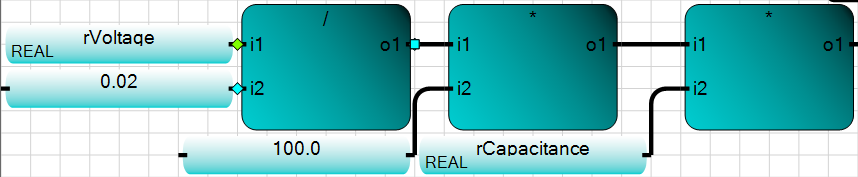 /
*
*
rVoltage
REAL
i1
o1
i1
o1
i1
o1
0.02
i2
i2
i2
100.0
rCapacitance
REAL